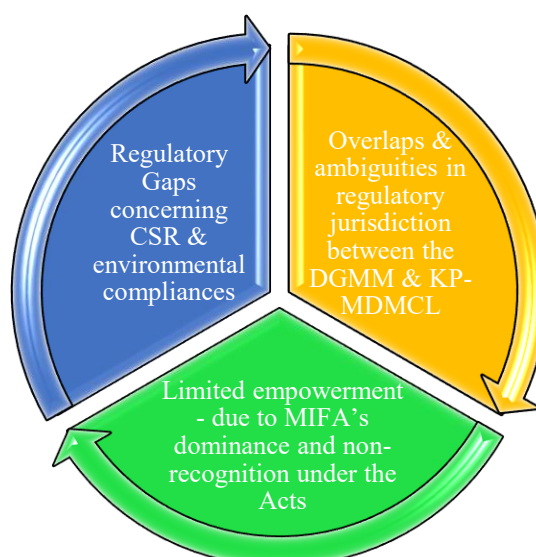 Regulatory
Gaps
concerning
CSR &
environmental
compliances
Overlaps &
ambiguities in
regulatory
jurisdiction
between the
DGMM & KP-
MDMCL
Limited empowerment
- due to MIFA’s
dominance and non-
recognition under the
Acts